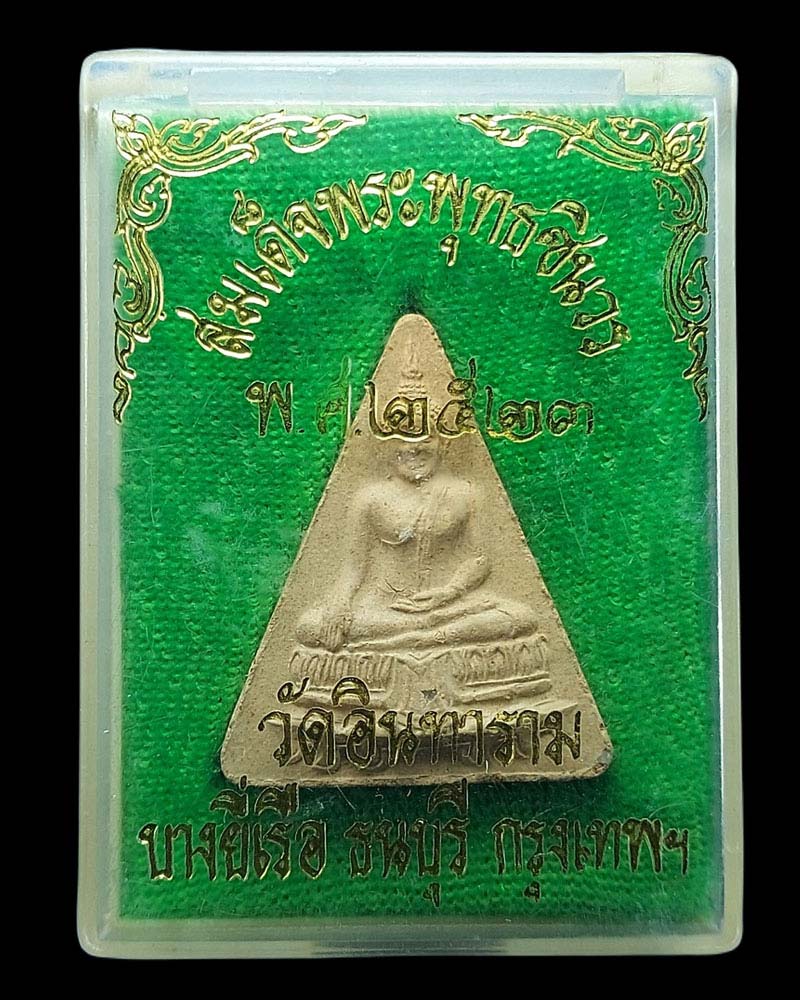 สมเด็จพระพุทธชินวร
พ.ศ.๒๕๒๓
วัดอินทาราม
บางยี่เรือ ธนบุรี กรุงเทพฯ